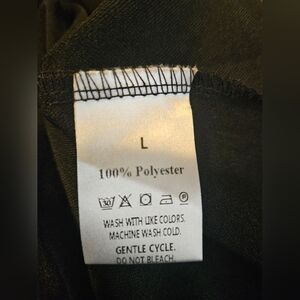 L
100% Polyester
WASH WITH LIKE COLORS.
MACHINE WASH COLD.
GENTLE CYCLE.
DO NOT BLEACH.